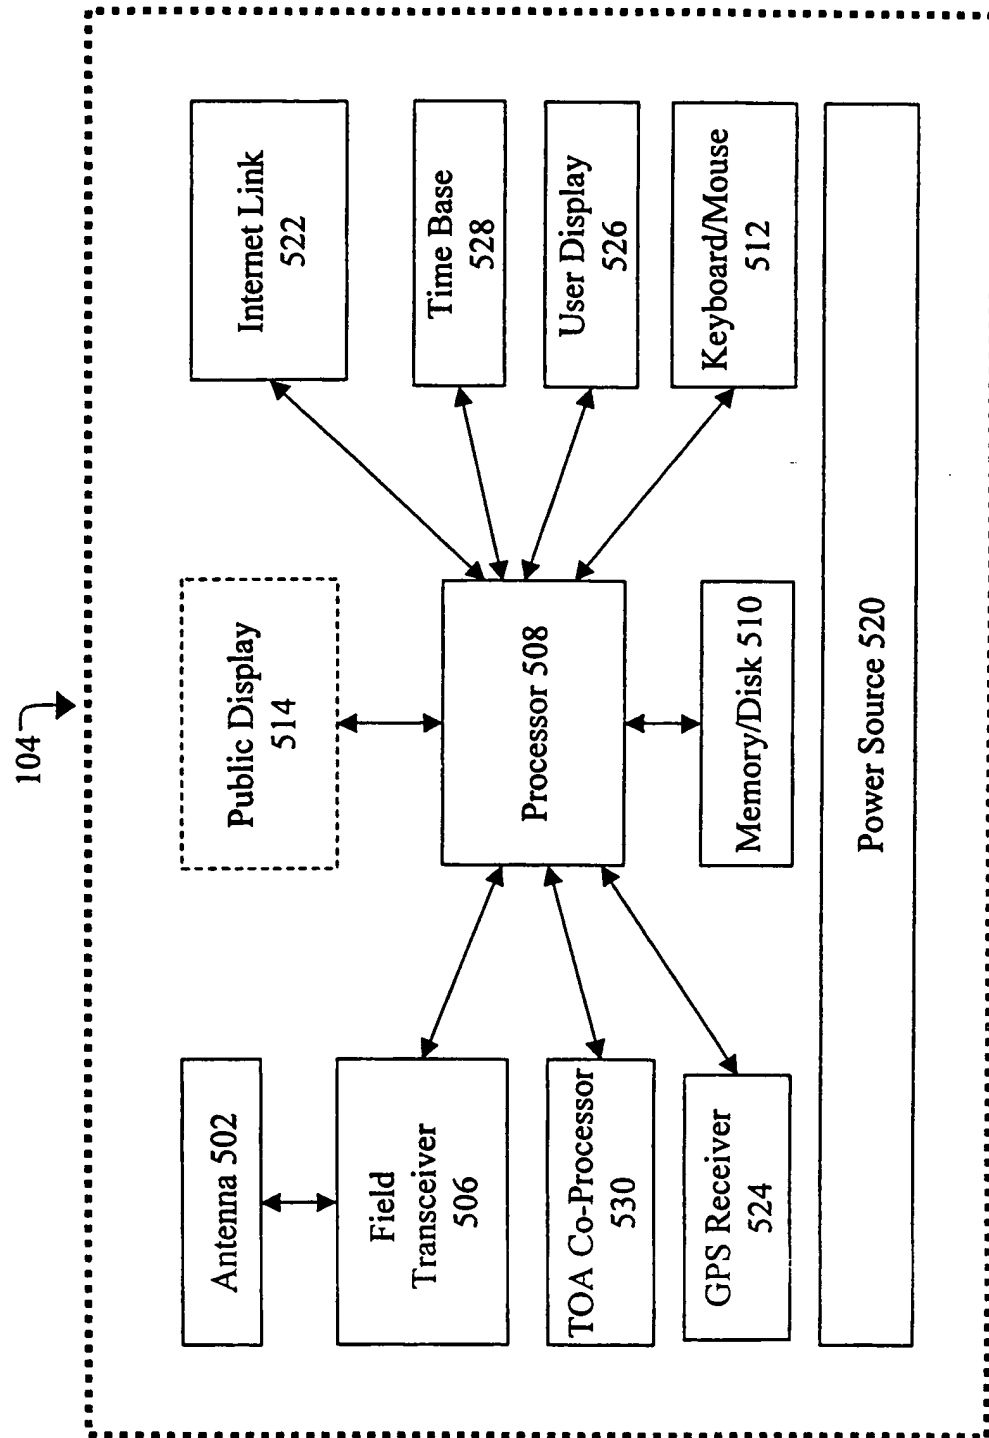 104
Antenna 502
Field
Transceiver
506
TOA Co-Processor
530
GPS Receiver
524
Public Display
514
Processor 508
Memory/Disk 510
Internet Link
522
Time Base
528
User Display
526
Keyboard/Mouse
512
Power Source 520